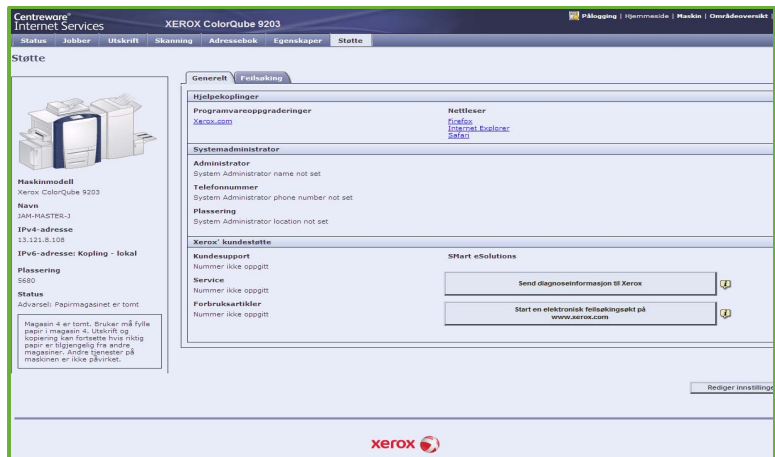 Centreware®
Internet Services
XEROX ColorQube 9203
Pålogging | Hjemmeside | Maskin | Områdeoversikt |
Status Jobber Utskrift Skanning Adressebok Egenskaper Støtte
Støtte
Maskinmodell
Xerox ColorQube 9203
Navn
JAM-MASTER-J
IPv4-adresse
13.121.8.108
IPv6-adresse: Kopling - lokal
Plassering
5680
Status
Advarsel: Papirmagasinet er tomt
Magasin 4 er tomt. Bruker må fylle
papir i magasin 4. Utskrift og
kopiering kan fortsette hvis riktig
papir er tilgjengelig fra andre
magasiner. Andre tjenester på
maskinen er ikke påvirket.
Generelt Feilsøking
Hjelpekoplinger
Programvareoppgraderinger
Xerox.com
Nettleser
Firefox
Internet Explorer
Safari
Systemadministrator
Administrator
System Administrator name not set
Telefonnummer
System Administrator phone number not set
Plassering
System Administrator location not set
Xerox' kundestøtte
Kundesupport
Nummer ikke oppgitt
Service
Nummer ikke oppgitt
Forbruksartikler
Nummer ikke oppgitt
SMart eSolutions
Send diagnoseinformasjon til Xerox
Start en elektronisk feilsøkingsøkt på
www.xerox.com
Rediger innstillinge
xerox